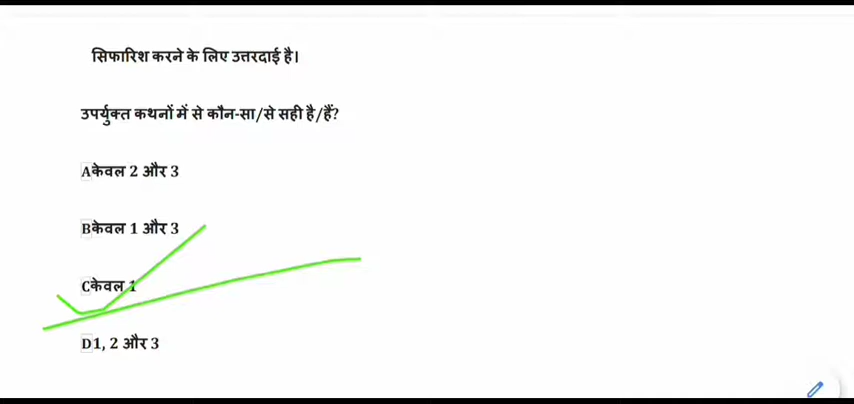 सिफारिश करने के लिए उत्तरदाई है।
उपर्युक्त कथनों में से कौन-सा/से सही है/हैं?
Aकेवल 2 और 3
Bकेवल 1 और 3
Cकेवल 1
D1, 2 और 3